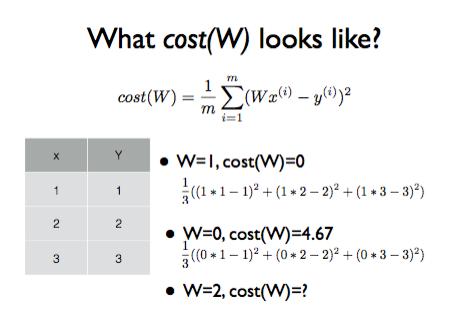 What cost(W) looks like?
cost(W) = \frac{1}{m} \sum_{i=1}^{m} (Wx^{(i)} − y^{(i)})^2
x Y
1 1
2 2
3 3
• W=1, cost(W)=0
\frac{1}{3}((1 * 1 − 1)^2 + (1 * 2 − 2)^2 + (1 * 3 − 3)^2)
• W=0, cost(W)=4.67
\frac{1}{3}((0 * 1 − 1)^2 + (0 * 2 − 2)^2 + (0 * 3 − 3)^2)
• W=2, cost(W)=?